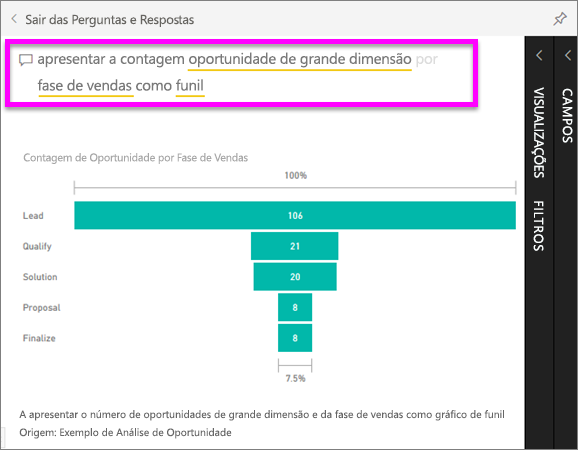 Sair das Perguntas e Respostas
apresentar a contagem oportunidade de grande dimensão por
fase de vendas como funil
Contagem de Oportunidade por Fase de Vendas
100%
Lead 106
Qualify 21
Solution 20
Proposal 8
Finalize 8
7.5%
A apresentar o número de oportunidades de grande dimensão e da fase de vendas como gráfico de funil
Origem: Exemplo de Análise de Oportunidade
VISUALIZAÇÕES
FILTROS
CAMPOS